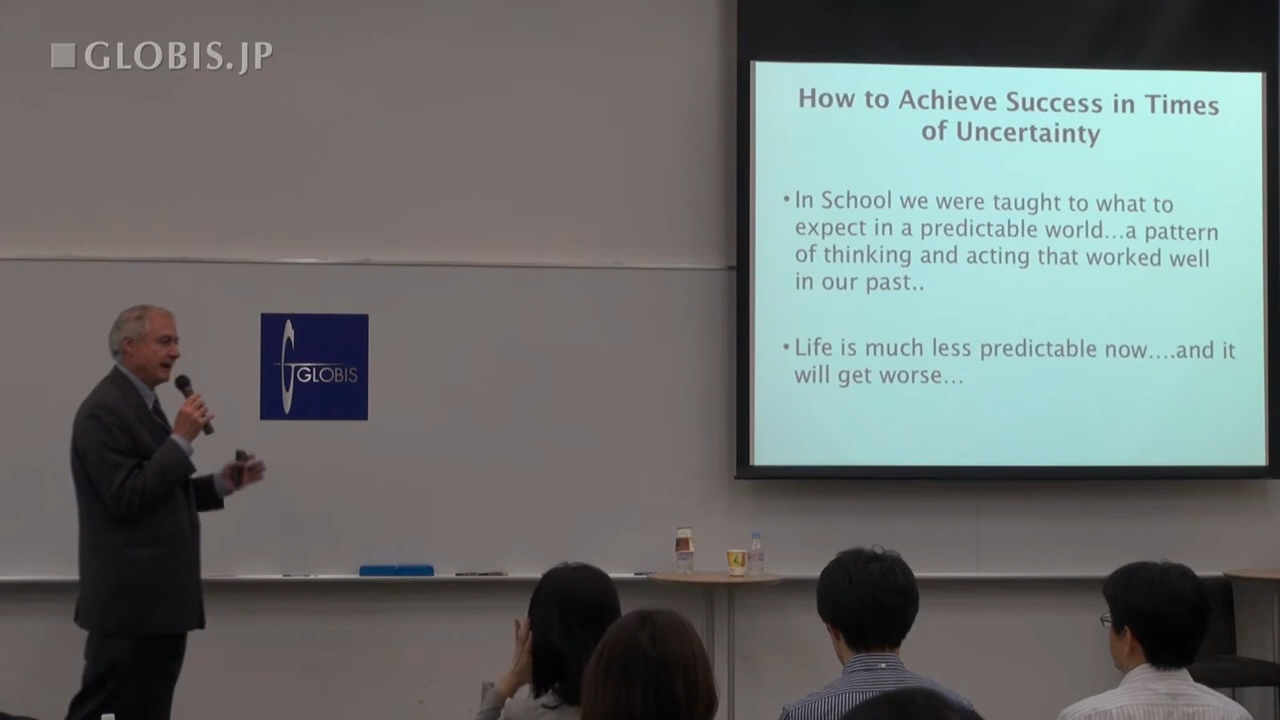 GLOBIS.JP
How to Achieve Success in Times
of Uncertainty
•In School we were taught to what to
expect in a predictable world...a pattern
of thinking and acting that worked well
in our past..
•Life is much less predictable now....and it
will get worse...
GLOBIS